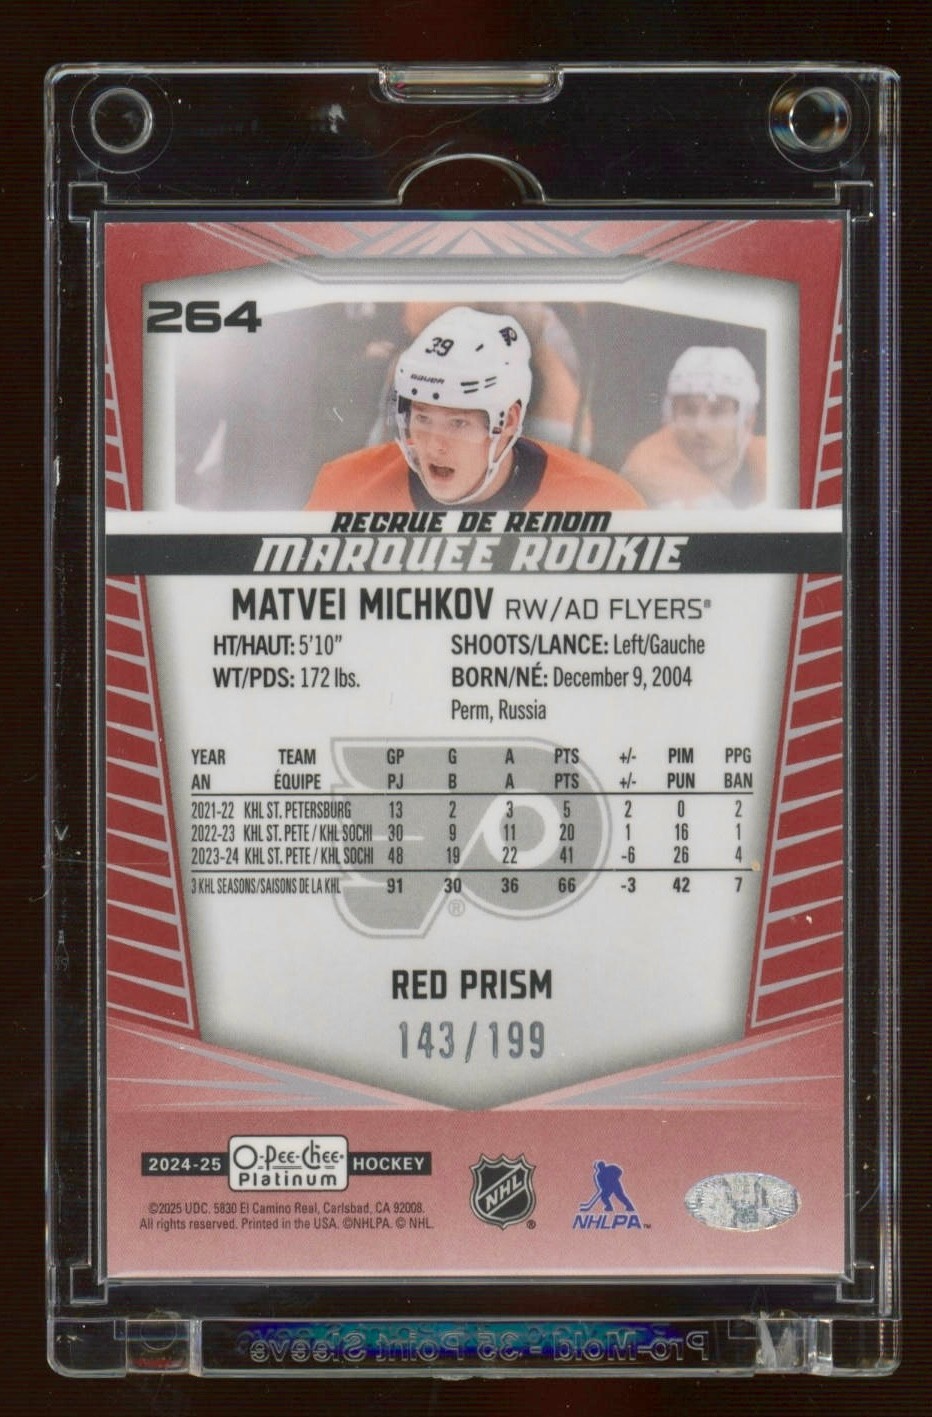 264
39
BAUER
RECRUE DE RENOM
MARQUEE ROOKIE
MATVEI MICHKOV RW/AD FLYERS®
HT/HAUT: 5'10" SHOOTS/LANCE: Left/Gauche
WT/PDS: 172 lbs. BORN/NÉ: December 9, 2004
Perm, Russia
YEAR TEAM GP G A PTS +/- PIM PPG
AN ÉQUIPE PJ B A PTS +/- PUN BAN
2021-22 KHL ST. PETERSBURG 13 2 3 5 2 0 2
2022-23 KHL ST. PETE / KHL SOCHI 30 9 11 20 1 16 1
2023-24 KHL ST. PETE / KHL SOCHI 48 19 22 41 -6 26 4
3 KHL SEASONS/SAISONS DE LA KHL 91 30 36 66 -3 42 7
®
RED PRISM
143/199
2024-25 O-Pee-Chee® Platinum HOCKEY
NHL ®
NHLPA™
©2025 UDC. 5830 El Camino Real, Carlsbad, CA 92008.
All rights reserved. Printed in the USA. ©NHLPA. © NHL.
Pro-Mold - 35 Point Sleeve